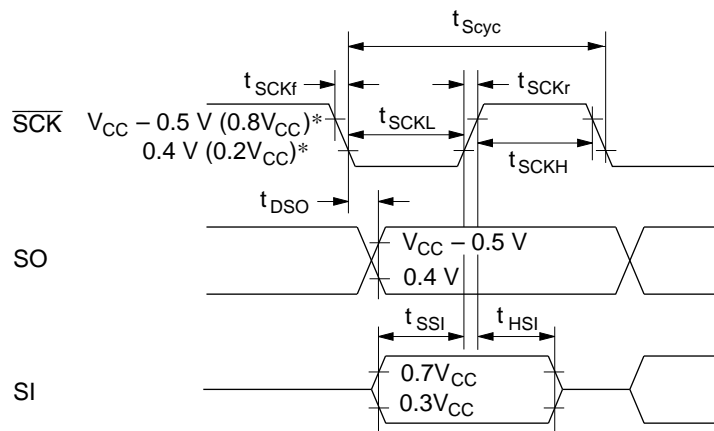 tScyc
tSCKf
tSCKr
SCK VCC – 0.5 V (0.8VCC)*
tSCKL
0.4 V (0.2VCC)*
tSCKH
tDSO
SO
VCC – 0.5 V
0.4 V
tSSI
tHSI
SI
0.7VCC
0.3VCC